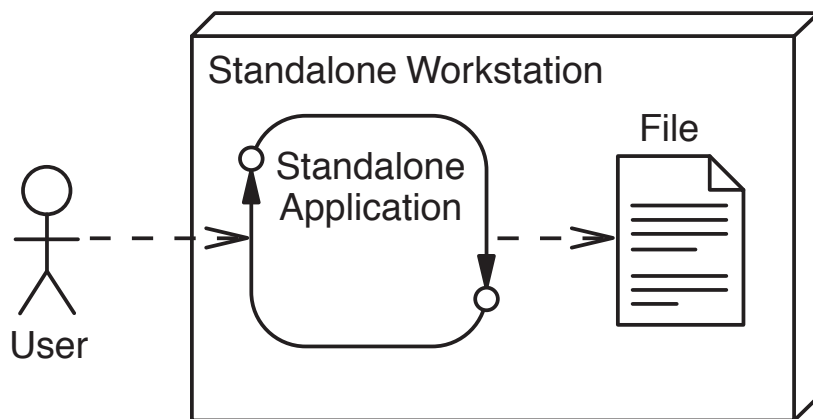 Standalone Workstation
File
Standalone
Application
User